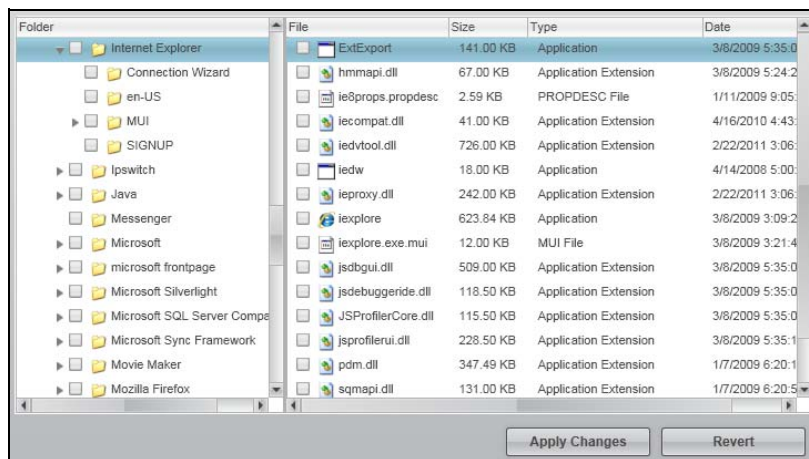 Folder
Internet Explorer
Connection Wizard
en-US
MUI
SIGNUP
Ipswitch
Java
Messenger
Microsoft
microsoft frontpage
Microsoft Silverlight
Microsoft SQL Server Compa
Microsoft Sync Framework
Movie Maker
Mozilla Firefox
File Size Type Date
ExtExport 141.00 KB Application 3/8/2009 5:35:0
hmmapi.dll 67.00 KB Application Extension 3/8/2009 5:24:2
ie8props.propdesc 2.59 KB PROPDESC File 1/11/2009 9:05:
iecompat.dll 41.00 KB Application Extension 4/16/2010 4:43:
iedvtool.dll 726.00 KB Application Extension 2/22/2011 3:06:
iedw 18.00 KB Application 4/14/2008 5:00:
ieproxy.dll 242.00 KB Application Extension 2/22/2011 3:06:
iexplore 623.84 KB Application 3/8/2009 3:09:2
iexplore.exe.mui 12.00 KB MUI File 3/8/2009 3:21:4
jsdbgui.dll 509.00 KB Application Extension 3/8/2009 5:35:0
jsdebuggeride.dll 118.50 KB Application Extension 3/8/2009 5:35:0
JSProfilerCore.dll 115.50 KB Application Extension 3/8/2009 5:35:0
jsprofilerui.dll 228.50 KB Application Extension 3/8/2009 5:35:1
pdm.dll 347.49 KB Application Extension 1/7/2009 6:20:1
sqmapi.dll 131.00 KB Application Extension 1/7/2009 6:20:5
Apply Changes
Revert